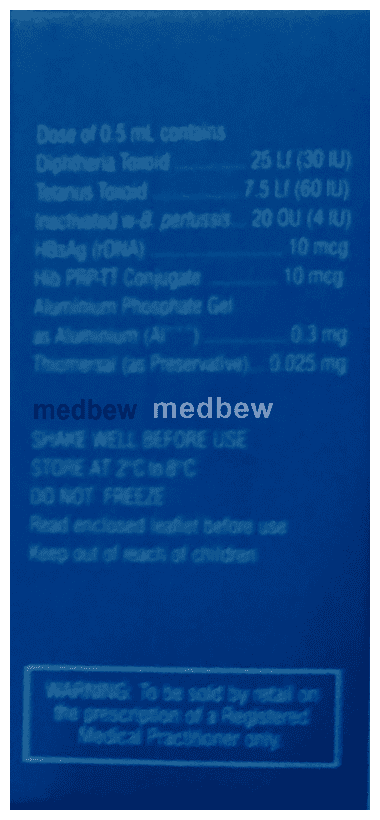 Dose of 0.5 mL contains
Diphtheria Toxoid 25 Lf (30 IU)
Tetanus Toxoid 7.5 Lf (60 IU)
Inactivated w-B. pertussis 20 OU (4 IU)
HBsAg (rDNA) 10 mcg
Hib PRP-TT Conjugate 10 mcg
Aluminium Phosphate Gel
as Aluminium (Al+++) 0.3 mg
Thiomersal (as Preservative) 0.025 mg
medbew medbew
SHAKE WELL BEFORE USE
STORE AT 2°C to 8°C
DO NOT FREEZE
Read enclosed leaflet before use
Keep out of reach of children
WARNING: To be sold by retail on
the prescription of a Registered
Medical Practitioner only.